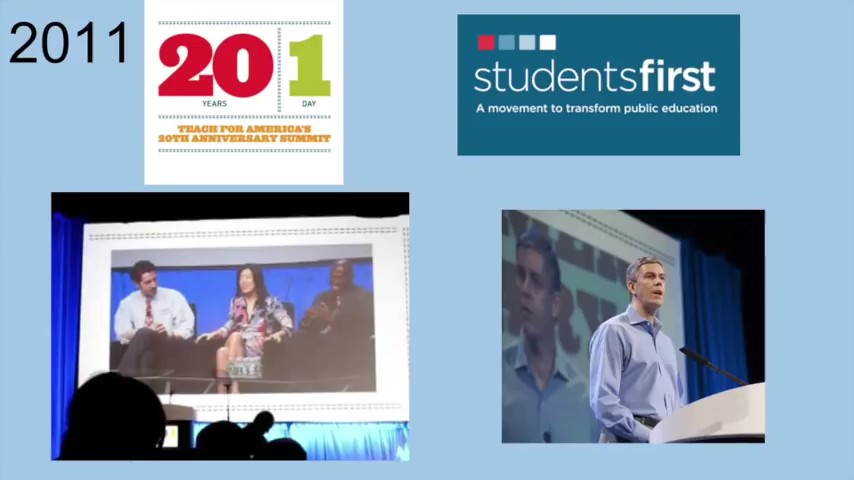 2011
20 1
YEARS DAY
TEACH FOR AMERICA'S
20TH ANNIVERSARY SUMMIT
studentsfirst
A movement to transform public education